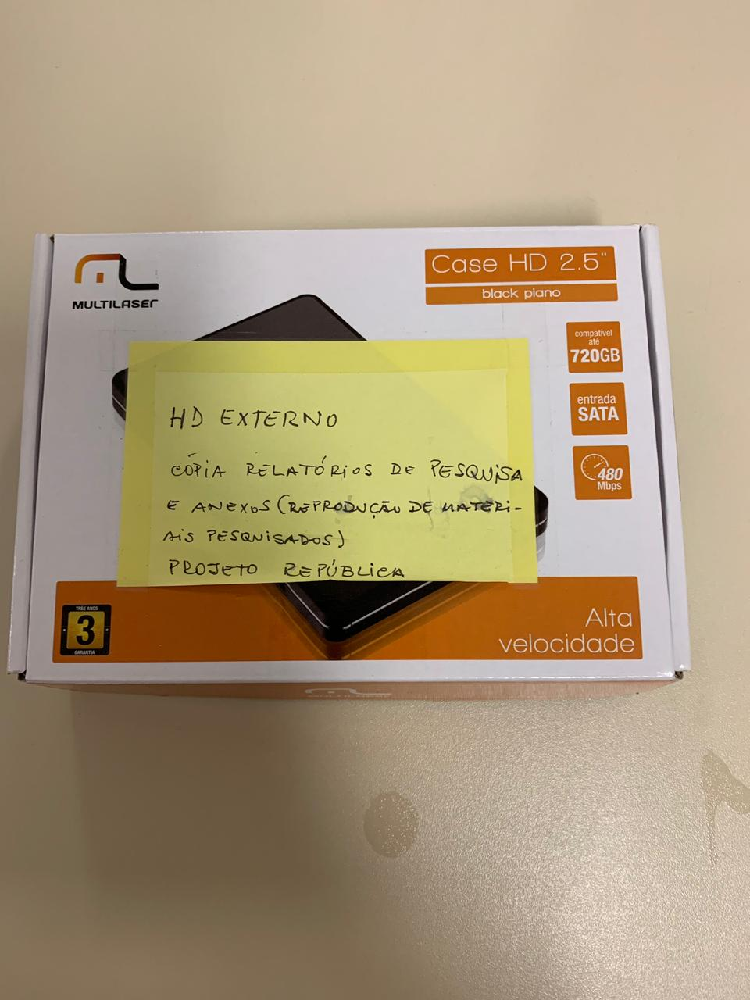 MULTILASER
Case HD 2.5"
black piano
compatível
até
720GB
entrada
SATA
480
Mbps
HD EXTERNO
CÓPIA RELATÓRIOS DE PESQUISA
E ANEXOS (REPRODUÇÃO DE MATERI-
AIS PESQUISADOS)
PROJETO REPÚBLICA
TRÊS ANOS
3
GARANTIA
Alta
velocidade
MULTILASER